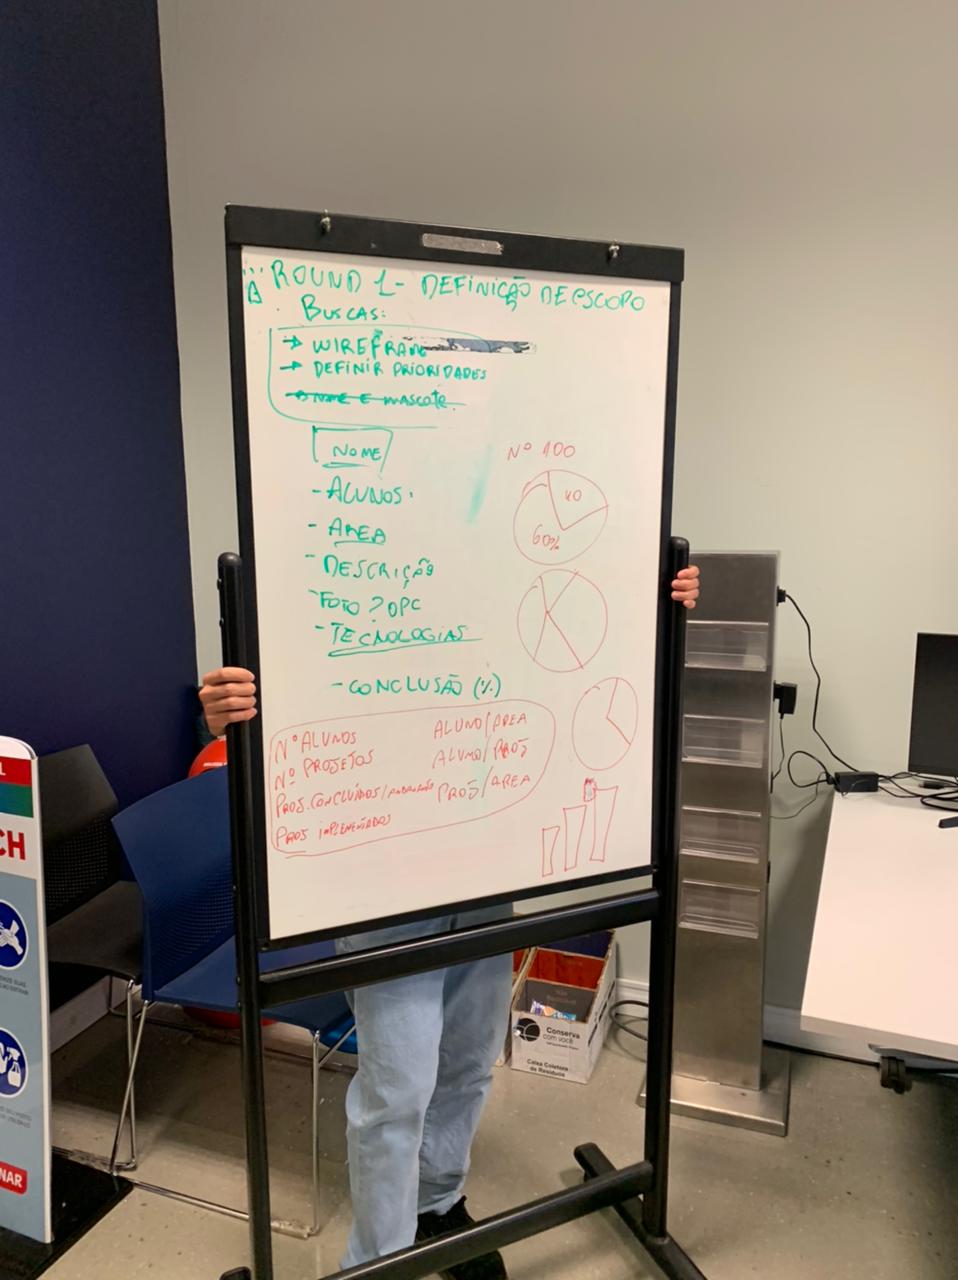 ROUND 1 - DEFINIÇÃO DE ESCOPO
BUSCAS:
→ WIREFRAME
→ DEFINIR PRIORIDADES
NOME E MASCOTE
NOME
- ALUNOS
- AREA
- DESCRIÇÃO
- FOTO? OPC
- TECNOLOGIAS
- CONCLUSÃO (%)
Nº 100
40
60%
Nº ALUNOS
Nº PROJETOS
PROJ. CONCLUÍDOS/ANDAMENTO
PROJ IMPLEMENTADOS
ALUNO/AREA
ALUNO/PROJ
PROJ/AREA
CH
NAR
Conserva
com você
Caixa Coletora
de Resíduos